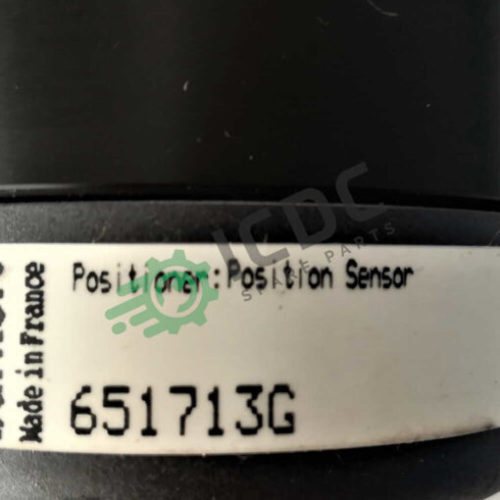 Positioner:Position Sensor
651713G
Made in France
ICDC
SPARE PARTS